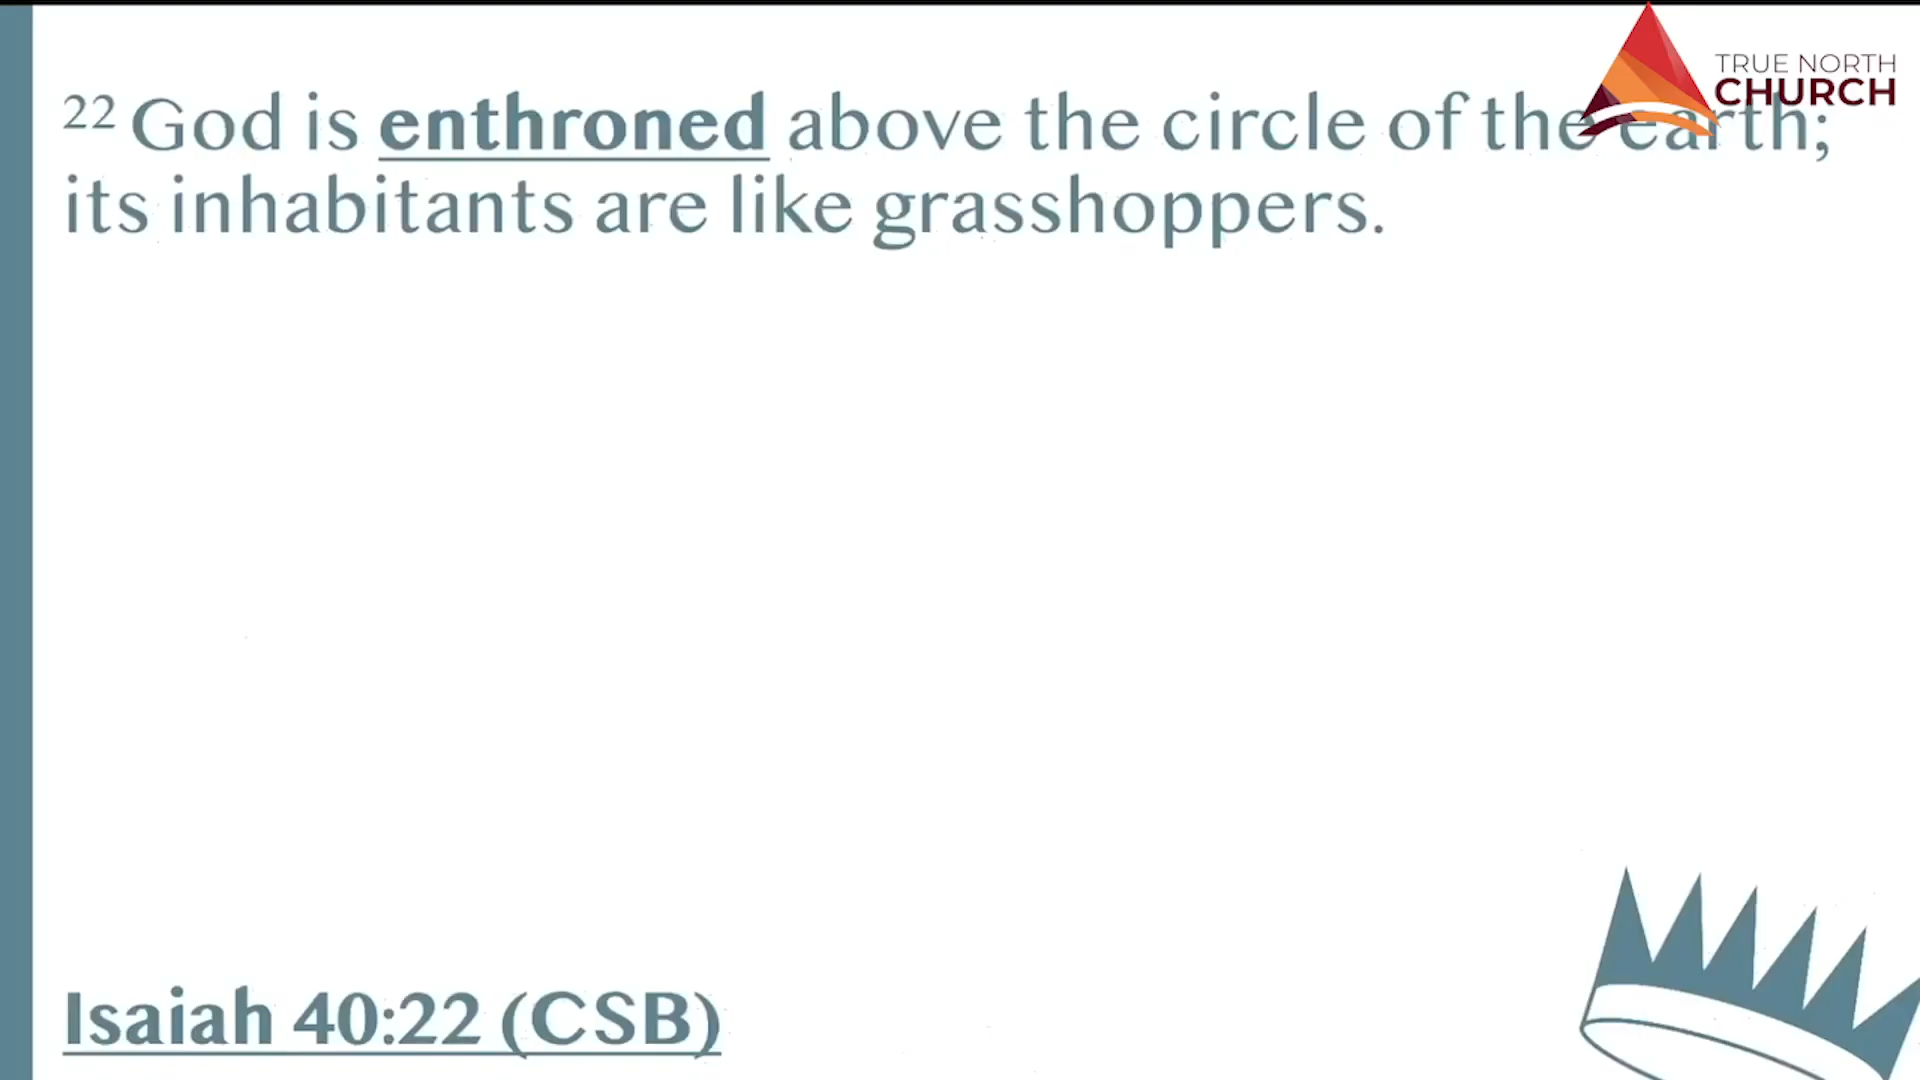 TRUE NORTH
CHURCH
22 God is enthroned above the circle of the earth;
its inhabitants are like grasshoppers.
Isaiah 40:22 (CSB)